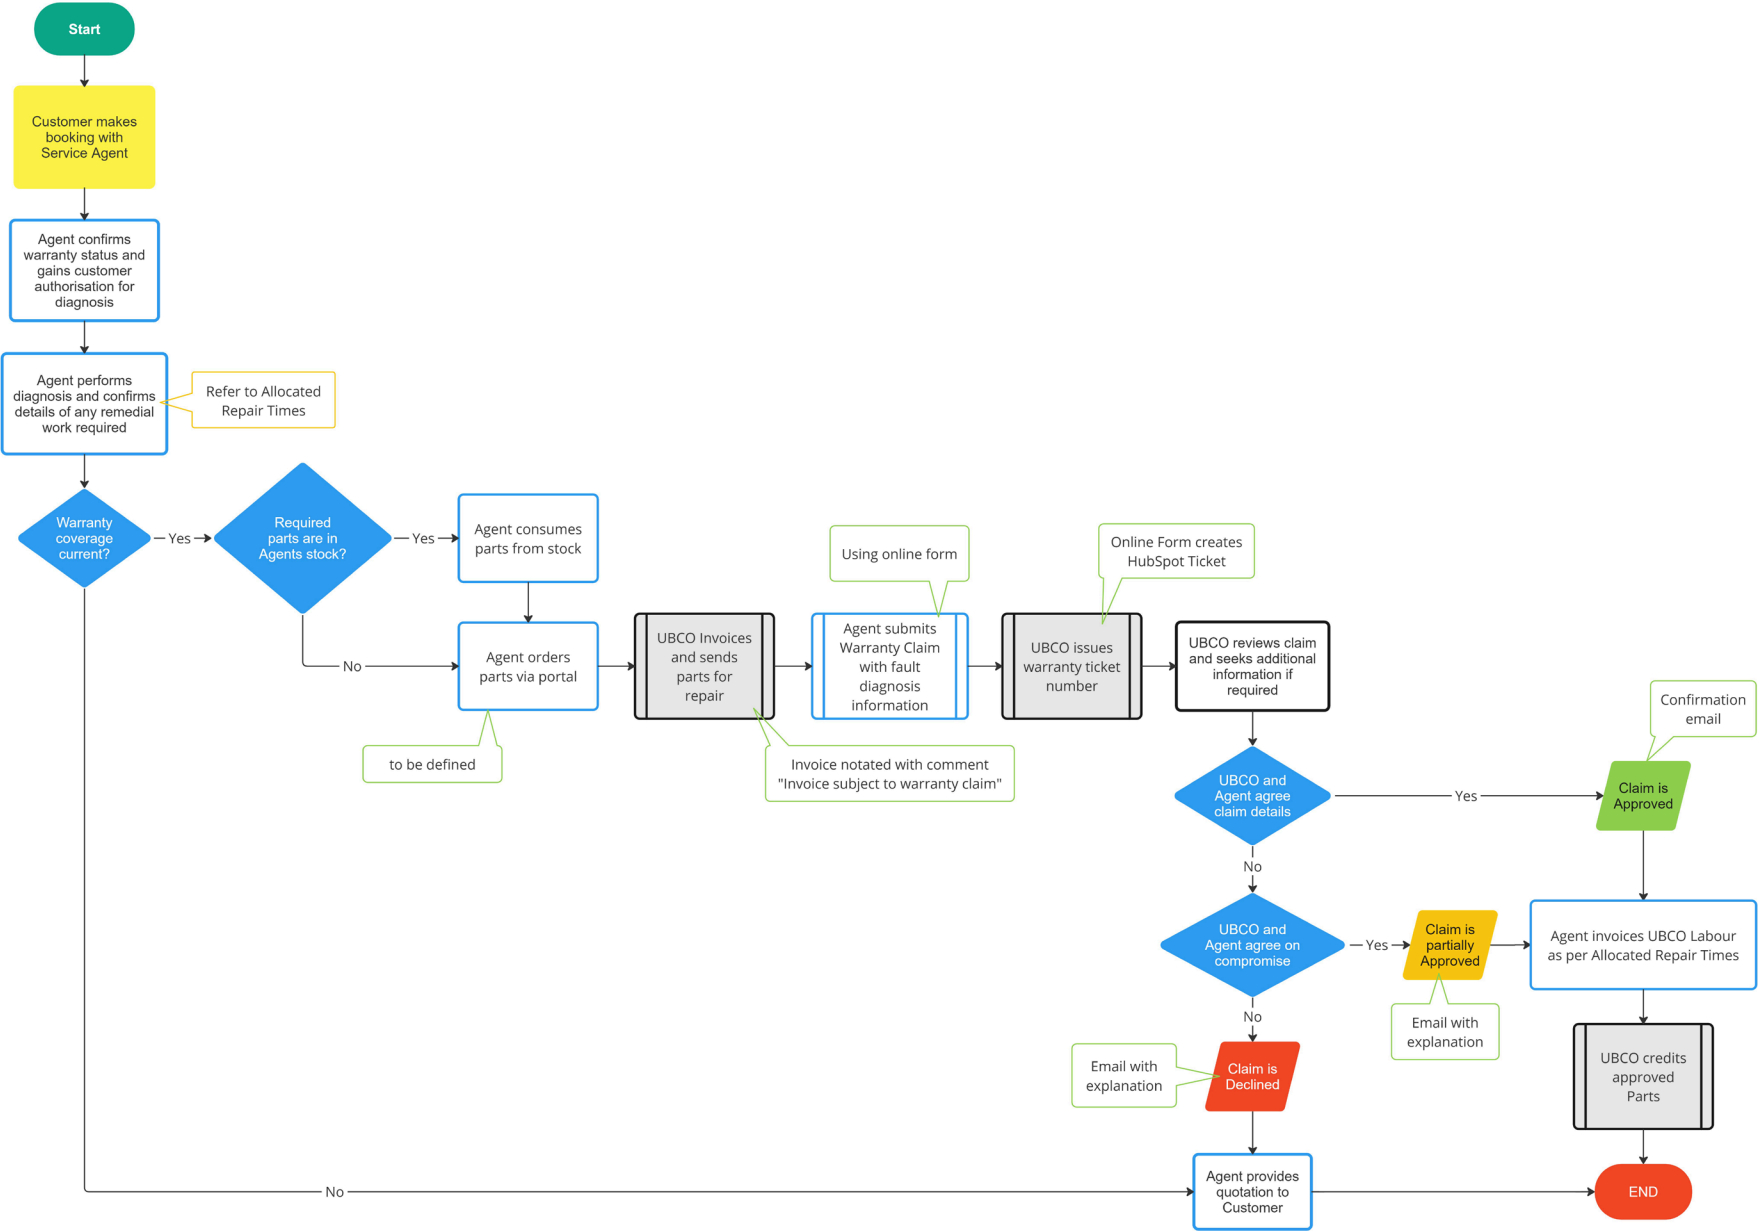 Start
Customer makes
booking with
Service Agent
Agent confirms
warranty status and
gains customer
authorisation for
diagnosis
Agent performs
diagnosis and confirms
details of any remedial
work required
Refer to Allocated
Repair Times
Warranty
coverage
current?
Yes
Required
parts are in
Agents stock?
Yes
Agent consumes
parts from stock
No
Agent orders
parts via portal
to be defined
UBCO Invoices
and sends
parts for
repair
Invoice notated with comment
"Invoice subject to warranty claim"
Using online form
Agent submits
Warranty Claim
with fault
diagnosis
information
Online Form creates
HubSpot Ticket
UBCO issues
warranty ticket
number
UBCO reviews claim
and seeks additional
information if
required
UBCO and
Agent agree
claim details
Yes
Confirmation
email
Claim is
Approved
No
UBCO and
Agent agree on
compromise
Yes
Claim is
partially
Approved
Email with
explanation
Agent invoices UBCO Labour
as per Allocated Repair Times
No
Email with
explanation
Claim is
Declined
UBCO credits
approved
Parts
No
Agent provides
quotation to
Customer
END